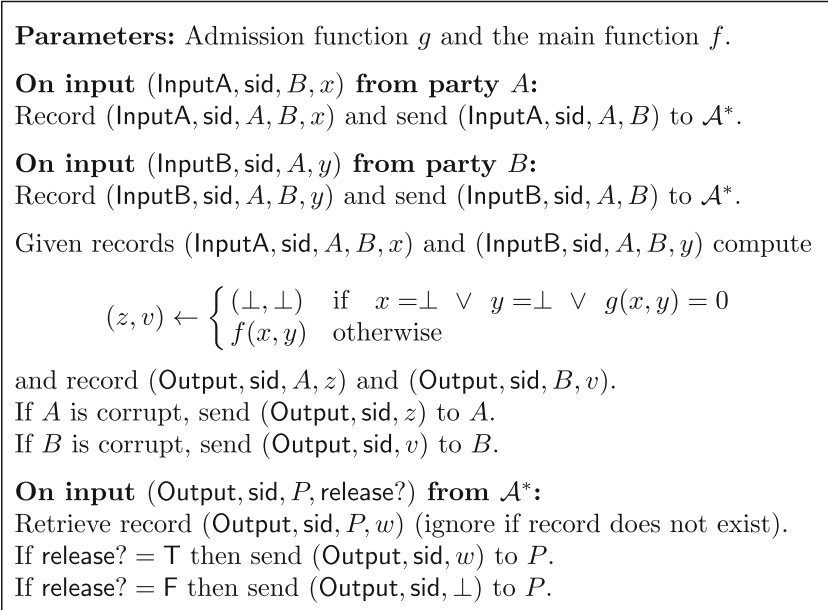 Parameters: Admission function g and the main function f.
On input (InputA, sid, B, x) from party A:
Record (InputA, sid, A, B, x) and send (InputA, sid, A, B) to 𝒜*.
On input (InputB, sid, A, y) from party B:
Record (InputB, sid, A, B, y) and send (InputB, sid, A, B) to 𝒜*.
Given records (InputA, sid, A, B, x) and (InputB, sid, A, B, y) compute
(z, v) ← { (⊥, ⊥) if x =⊥ ∨ y =⊥ ∨ g(x, y) = 0
f(x, y) otherwise
and record (Output, sid, A, z) and (Output, sid, B, v).
If A is corrupt, send (Output, sid, z) to A.
If B is corrupt, send (Output, sid, v) to B.
On input (Output, sid, P, release?) from 𝒜*:
Retrieve record (Output, sid, P, w) (ignore if record does not exist).
If release? = T then send (Output, sid, w) to P.
If release? = F then send (Output, sid, ⊥) to P.